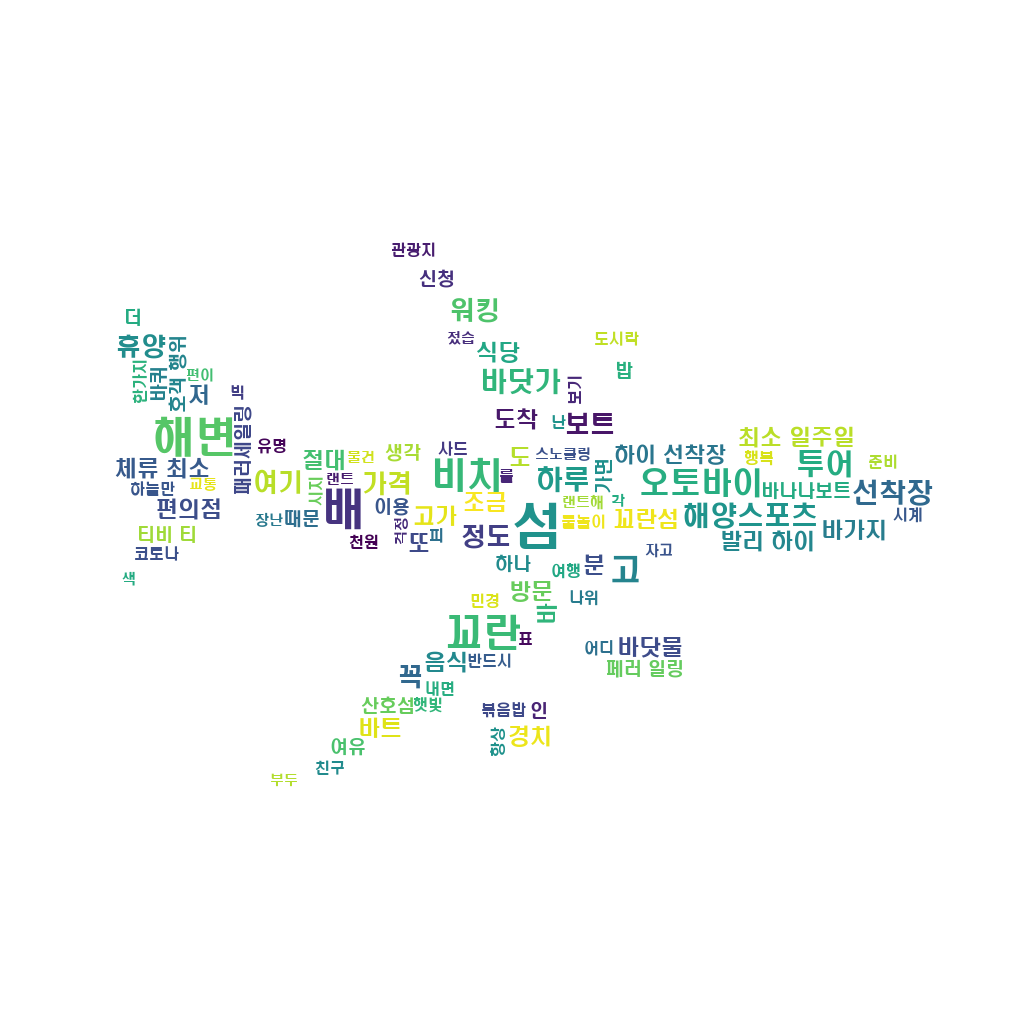 관광지
신청
워킹
더
젔습
도시락
휴양
행위
식당
한가지
바퀴
호객
편이
밥
바닷가
보기
저
끽
도착
난
보트
해변
패러세일링
유명
절대
물건
생각
사드
도
스노클링
하이 선착장
최소 일주일
행복
투어
준비
체류 최소
교통
여기
시지
랜트
가격
비치
를
하루
가면
오토바이
바나나보트
선착장
하늘만
편의점
장난
때문
배
이용
고가
조금
섬
랜트해
각
물놀이
꼬란섬
해양스포츠
시계
바가지
티비 티
코토나
천원
걱정
또
피
정도
자고
발리 하이
색
하나
여행
분
고
방문
나위
민경
바
꼬란
표
어디
바닷물
음식
반드시
페러 일링
꼭
내면
산호섬
햇빛
볶음밥
인
바트
항상
경치
여유
친구
부두